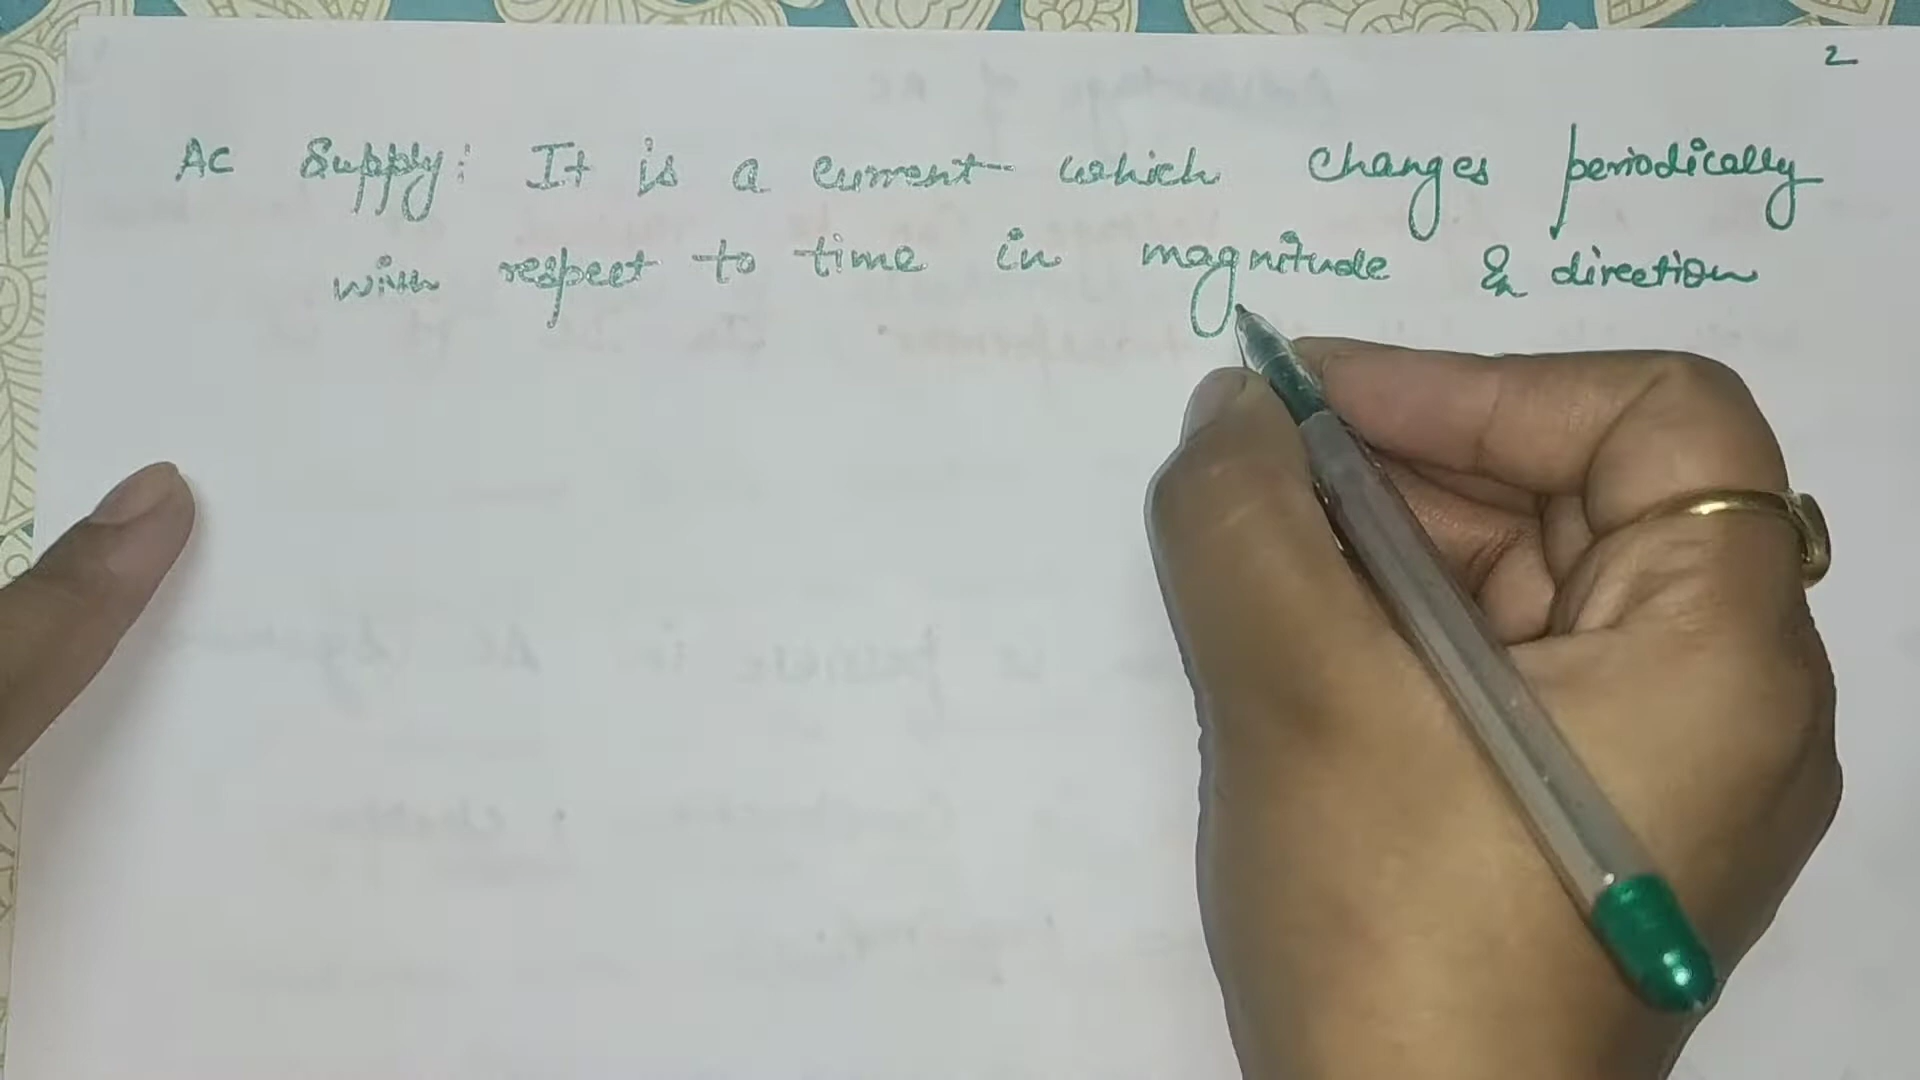 2
AC Supply: It is a current which changes periodically
with respect to time in magnitude & direction